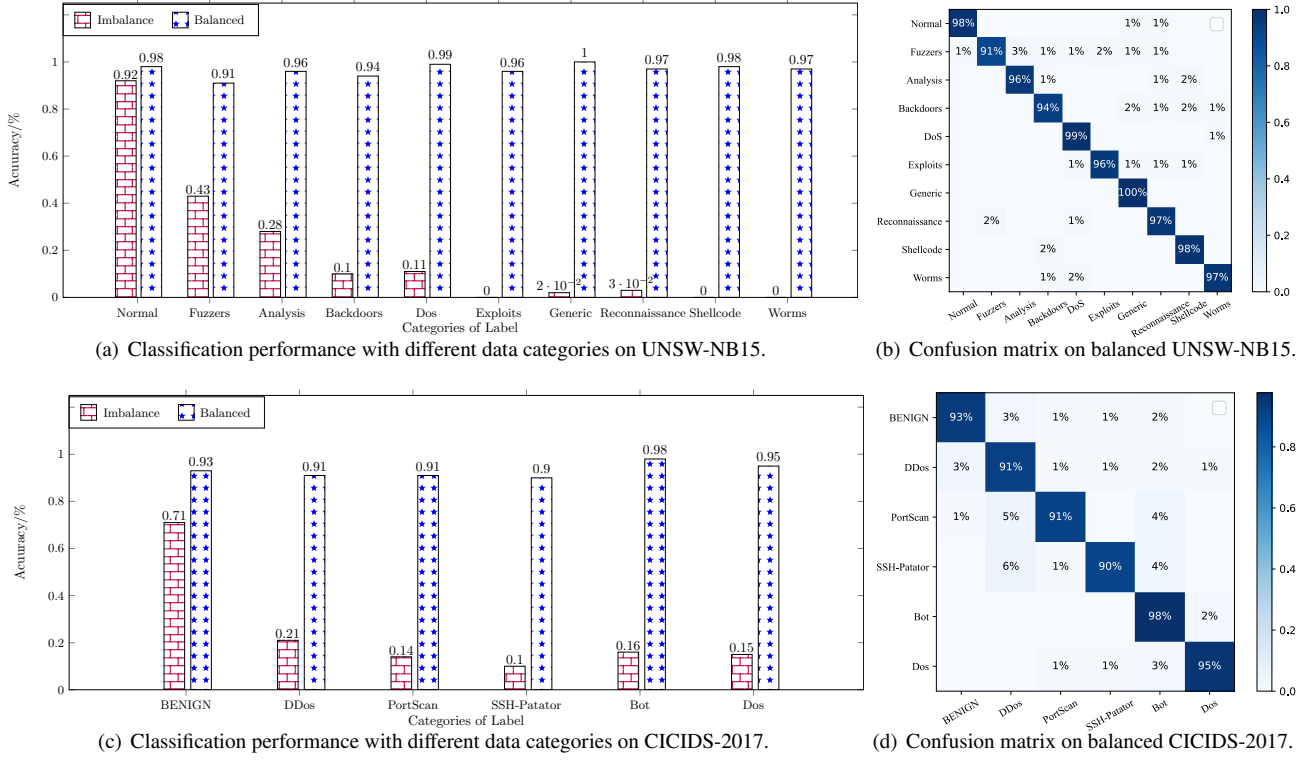 Imbalance
Balanced
Acuuracy/%
0
0.2
0.4
0.6
0.8
1
0.92
0.98
0.43
0.91
0.28
0.96
0.1
0.94
0.11
0.99
0
0.96
2 · 10⁻²
1
3 · 10⁻²
0.97
0
0.98
0
0.97
Normal Fuzzers Analysis Backdoors Dos Exploits Generic Reconnaissance Shellcode Worms
Categories of Label
(a) Classification performance with different data categories on UNSW-NB15.
Normal 98% 1% 1%
Fuzzers 1% 91% 3% 1% 1% 2% 1% 1%
Analysis 96% 1% 1% 2%
Backdoors 94% 2% 1% 2% 1%
DoS 99% 1%
Exploits 1% 96% 1% 1% 1%
Generic 100%
Reconnaissance 2% 1% 97%
Shellcode 2% 98%
Worms 1% 2% 97%
Normal Fuzzers Analysis Backdoors DoS Exploits Generic Reconnaissance Shellcode Worms
1.0
0.8
0.6
0.4
0.2
0.0
(b) Confusion matrix on balanced UNSW-NB15.
Imbalance
Balanced
Acuuracy/%
0
0.2
0.4
0.6
0.8
1
0.71
0.93
0.21
0.91
0.14
0.91
0.1
0.9
0.16
0.98
0.15
0.95
BENIGN DDos PortScan SSH-Patator Bot Dos
Categories of Label
(c) Classification performance with different data categories on CICIDS-2017.
BENIGN 93% 3% 1% 1% 2%
DDos 3% 91% 1% 1% 2% 1%
PortScan 1% 5% 91% 4%
SSH-Patator 6% 1% 90% 4%
Bot 98% 2%
Dos 1% 1% 3% 95%
BENIGN DDos PortScan SSH-Patator Bot Dos
0.8
0.6
0.4
0.2
0.0
(d) Confusion matrix on balanced CICIDS-2017.